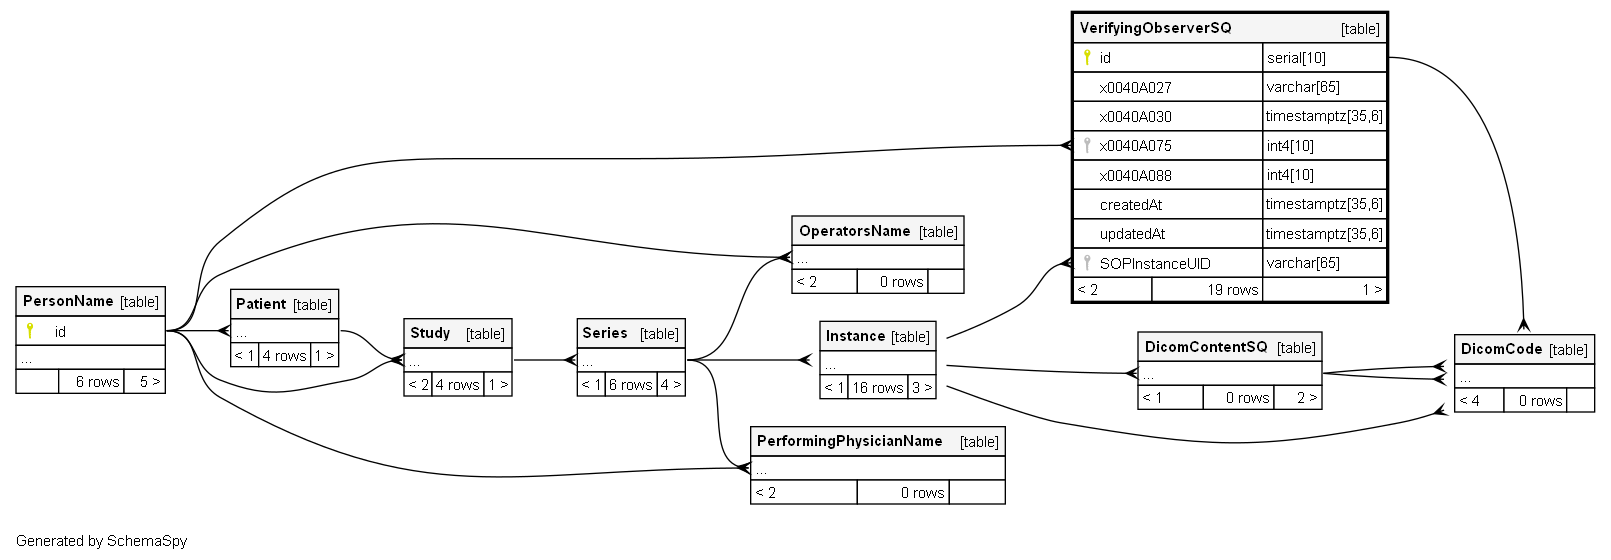 VerifyingObserverSQ [table]
id serial[10]
x0040A027 varchar[65]
x0040A030 timestamptz[35,6]
x0040A075 int4[10]
x0040A088 int4[10]
createdAt timestamptz[35,6]
updatedAt timestamptz[35,6]
SOPInstanceUID varchar[65]
< 2 19 rows 1 >
OperatorsName [table]
...
< 2 0 rows
PersonName [table]
id
...
6 rows 5 >
Patient [table]
...
< 1 4 rows 1 >
Study [table]
...
< 2 4 rows 1 >
Series [table]
...
< 1 6 rows 4 >
Instance [table]
...
< 1 16 rows 3 >
DicomContentSQ [table]
...
< 1 0 rows 2 >
DicomCode [table]
...
< 4 0 rows
PerformingPhysicianName [table]
...
< 2 0 rows
Generated by SchemaSpy